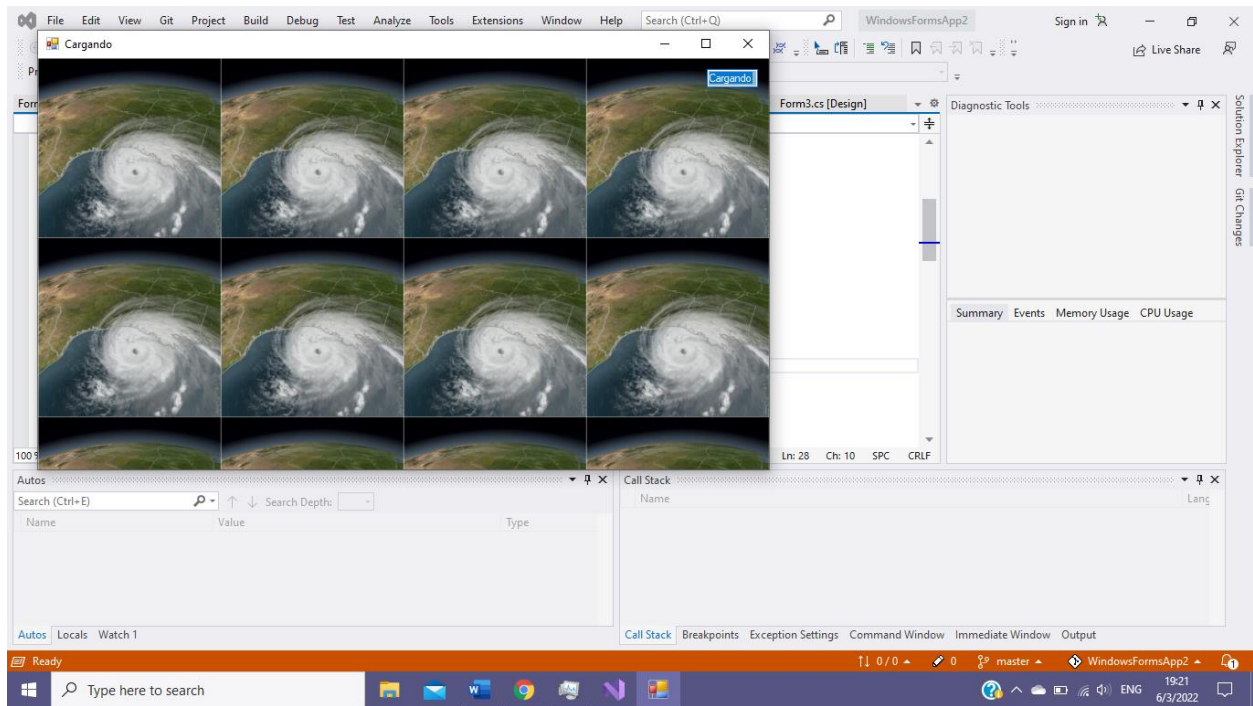 File Edit View Git Project Build Debug Test Analyze Tools Extensions Window Help Search (Ctrl+Q) WindowsFormsApp2 Sign in
Cargando
Live Share
Pr
Cargando
Form
Form3.cs [Design]
Diagnostic Tools
Solution Explorer
Git Changes
Summary Events Memory Usage CPU Usage
100 %
Ln: 28 Ch: 10 SPC CRLF
Autos
Call Stack
Search (Ctrl+E) Search Depth:
Name Lang
Name Value Type
Autos Locals Watch 1
Call Stack Breakpoints Exception Settings Command Window Immediate Window Output
Ready
0 / 0 0 master WindowsFormsApp2 1
Type here to search
ENG
19:21
6/3/2022